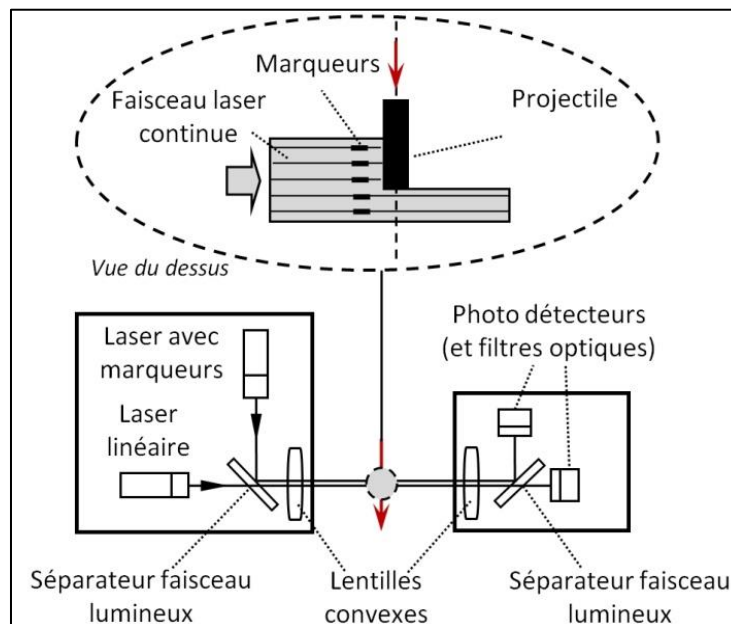 Marqueurs
Faisceau laser
continue
Projectile
Vue du dessus
Laser avec
marqueurs
Laser
linéaire
Photo détecteurs
(et filtres optiques)
Séparateur faisceau
lumineux
Lentilles
convexes
Séparateur faisceau
lumineux